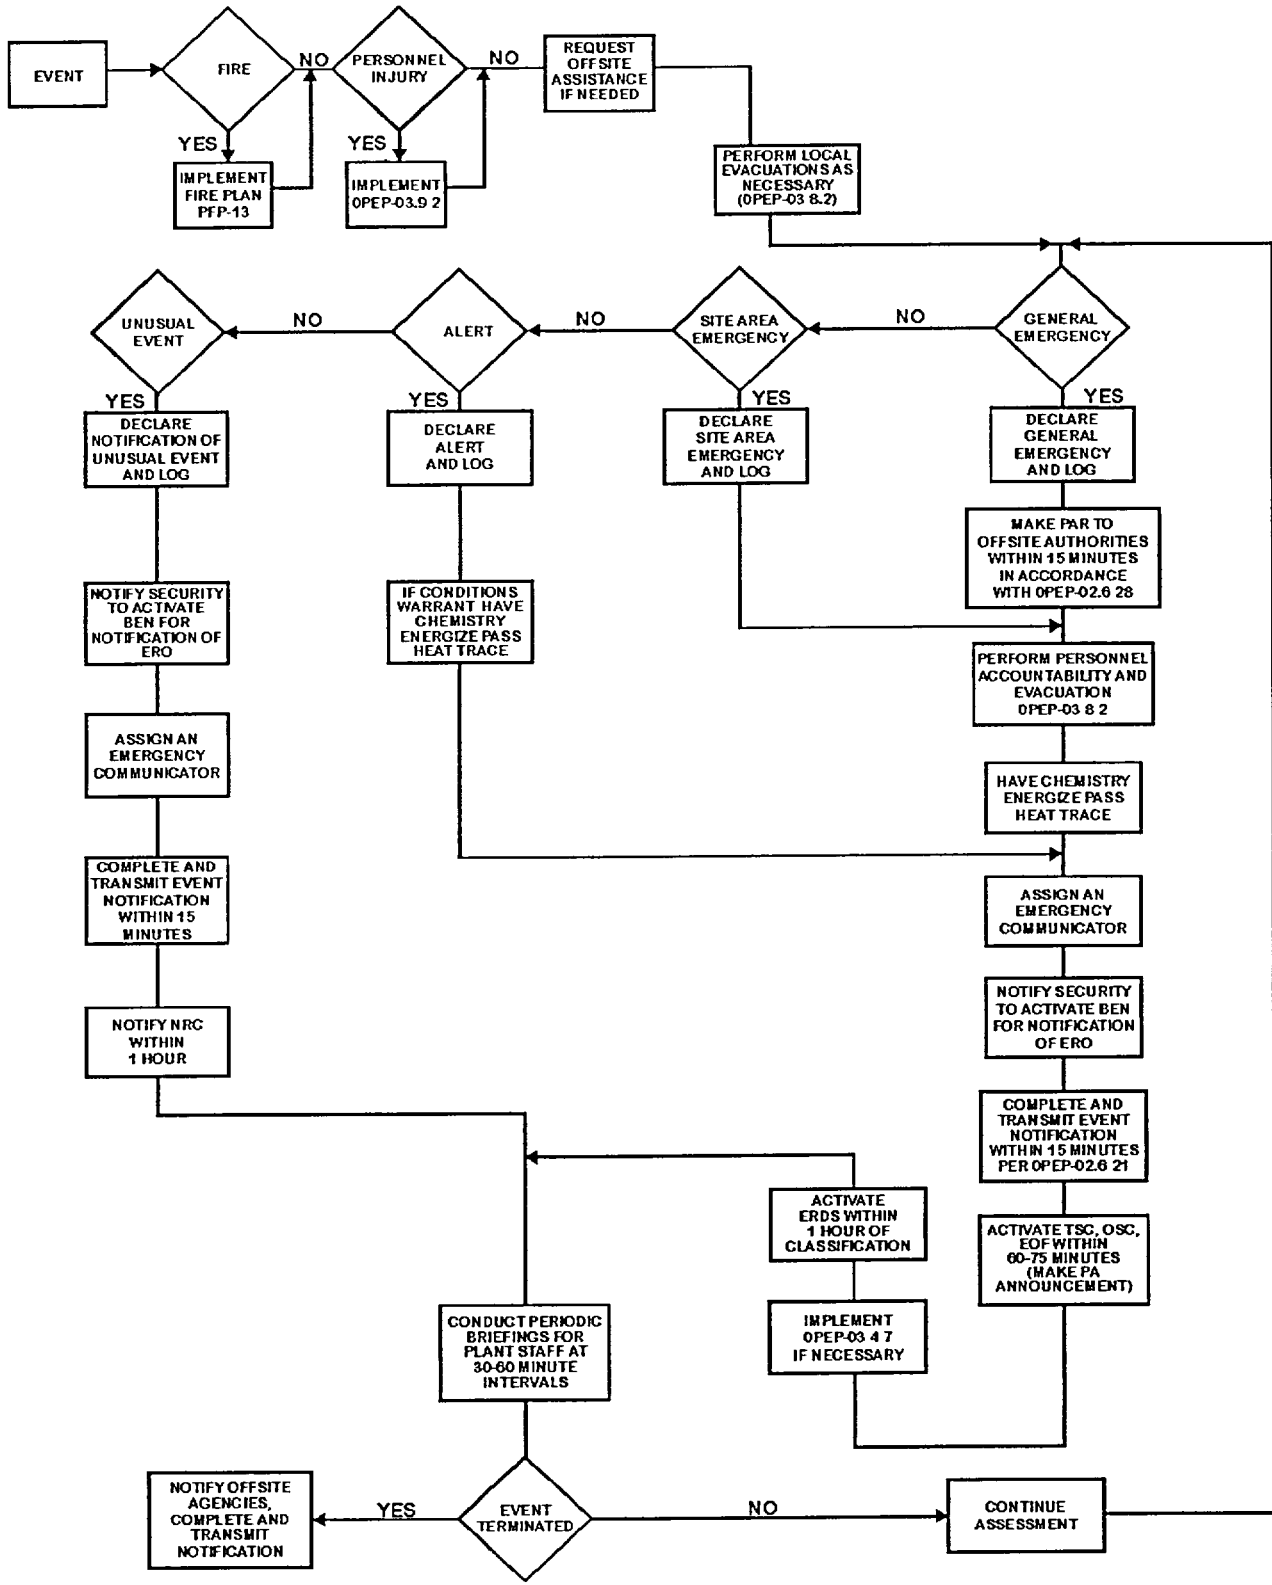 EVENT
FIRE
NO
PERSONNEL
INJURY
NO
REQUEST
OFFSITE
ASSISTANCE
IF NEEDED
YES
IMPLEMENT
FIRE PLAN
PFP-13
YES
IMPLEMENT
0PEP-03.9 2
PERFORM LOCAL
EVACUATIONS AS
NECESSARY
(0PEP-03 8.2)
UNUSUAL
EVENT
NO
ALERT
NO
SITE AREA
EMERGENCY
NO
GENERAL
EMERGENCY
YES
DECLARE
NOTIFICATION OF
UNUSUAL EVENT
AND LOG
YES
DECLARE
ALERT
AND LOG
YES
DECLARE
SITE AREA
EMERGENCY
AND LOG
YES
DECLARE
GENERAL
EMERGENCY
AND LOG
MAKE PAR TO
OFFSITE AUTHORITIES
WITHIN 15 MINUTES
IN ACCORDANCE
WITH 0PEP-02.6 28
NOTIFY SECURITY
TO ACTIVATE
BEN FOR
NOTIFICATION OF
ERO
IF CONDITIONS
WARRANT HAVE
CHEMISTRY
ENERGIZE PASS
HEAT TRACE
PERFORM PERSONNEL
ACCOUNTABILITY AND
EVACUATION
0PEP-03 8 2
ASSIGN AN
EMERGENCY
COMMUNICATOR
HAVE CHEMISTRY
ENERGIZE PASS
HEAT TRACE
COMPLETE AND
TRANSMIT EVENT
NOTIFICATION
WITHIN 15
MINUTES
ASSIGN AN
EMERGENCY
COMMUNICATOR
NOTIFY NRC
WITHIN
1 HOUR
NOTIFY SECURITY
TO ACTIVATE BEN
FOR NOTIFICATION
OF ERO
COMPLETE AND
TRANSMIT EVENT
NOTIFICATION
WITHIN 15 MINUTES
PER 0PEP-02.6 21
ACTIVATE
ERDS WITHIN
1 HOUR OF
CLASSIFICATION
ACTIVATE TSC, OSC,
EOF WITHIN
60-75 MINUTES
(MAKE PA
ANNOUNCEMENT)
CONDUCT PERIODIC
BRIEFINGS FOR
PLANT STAFF AT
30-60 MINUTE
INTERVALS
IMPLEMENT
0PEP-03 4 7
IF NECESSARY
NOTIFY OFFSITE
AGENCIES,
COMPLETE AND
TRANSMIT
NOTIFICATION
YES
EVENT
TERMINATED
NO
CONTINUE
ASSESSMENT